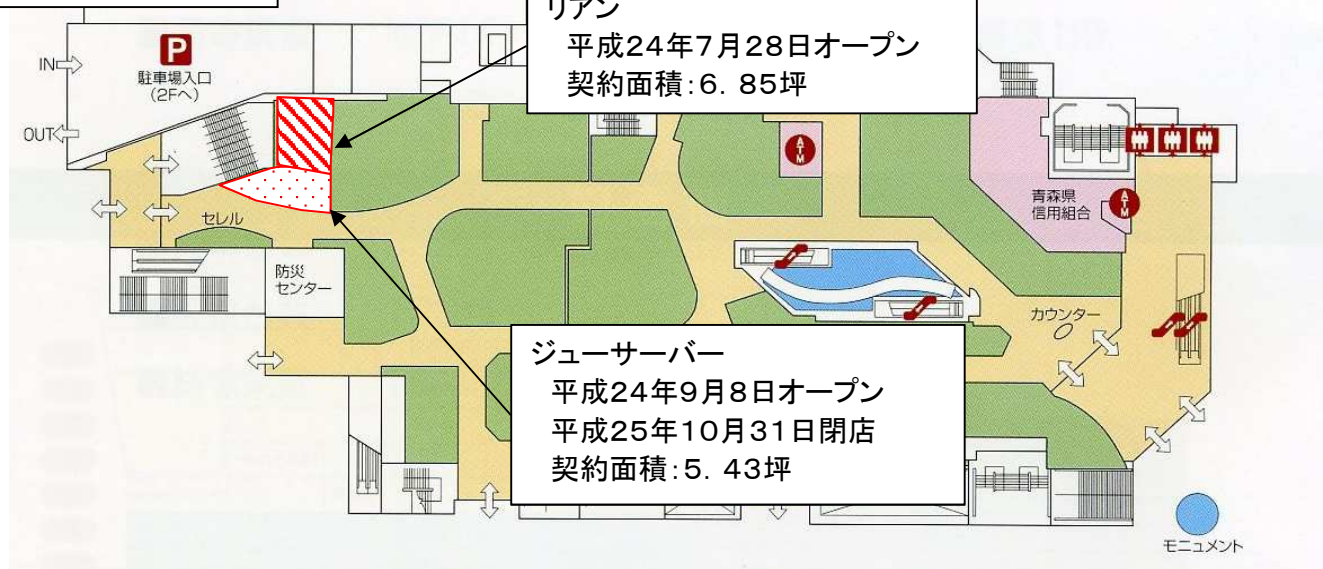 リアン
平成24年7月28日オープン
契約面積:6.85坪
P
駐車場入口
(2Fへ)
IN
OUT
ATM
青森県
信用組合
ATM
セレル
防災
センター
カウンター
ジューサーバー
平成24年9月8日オープン
平成25年10月31日閉店
契約面積:5.43坪
モニュメント